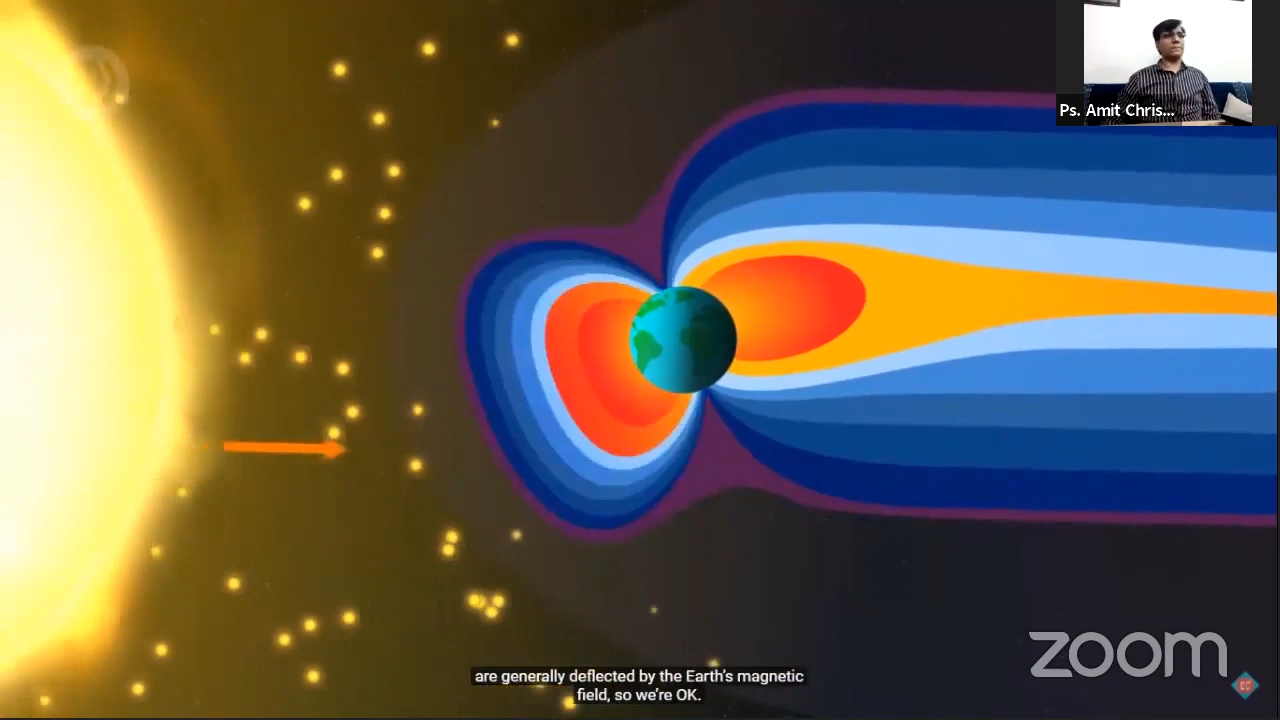 Ps. Amit Chris...
are generally deflected by the Earth's magnetic
field, so we're OK.
zoom